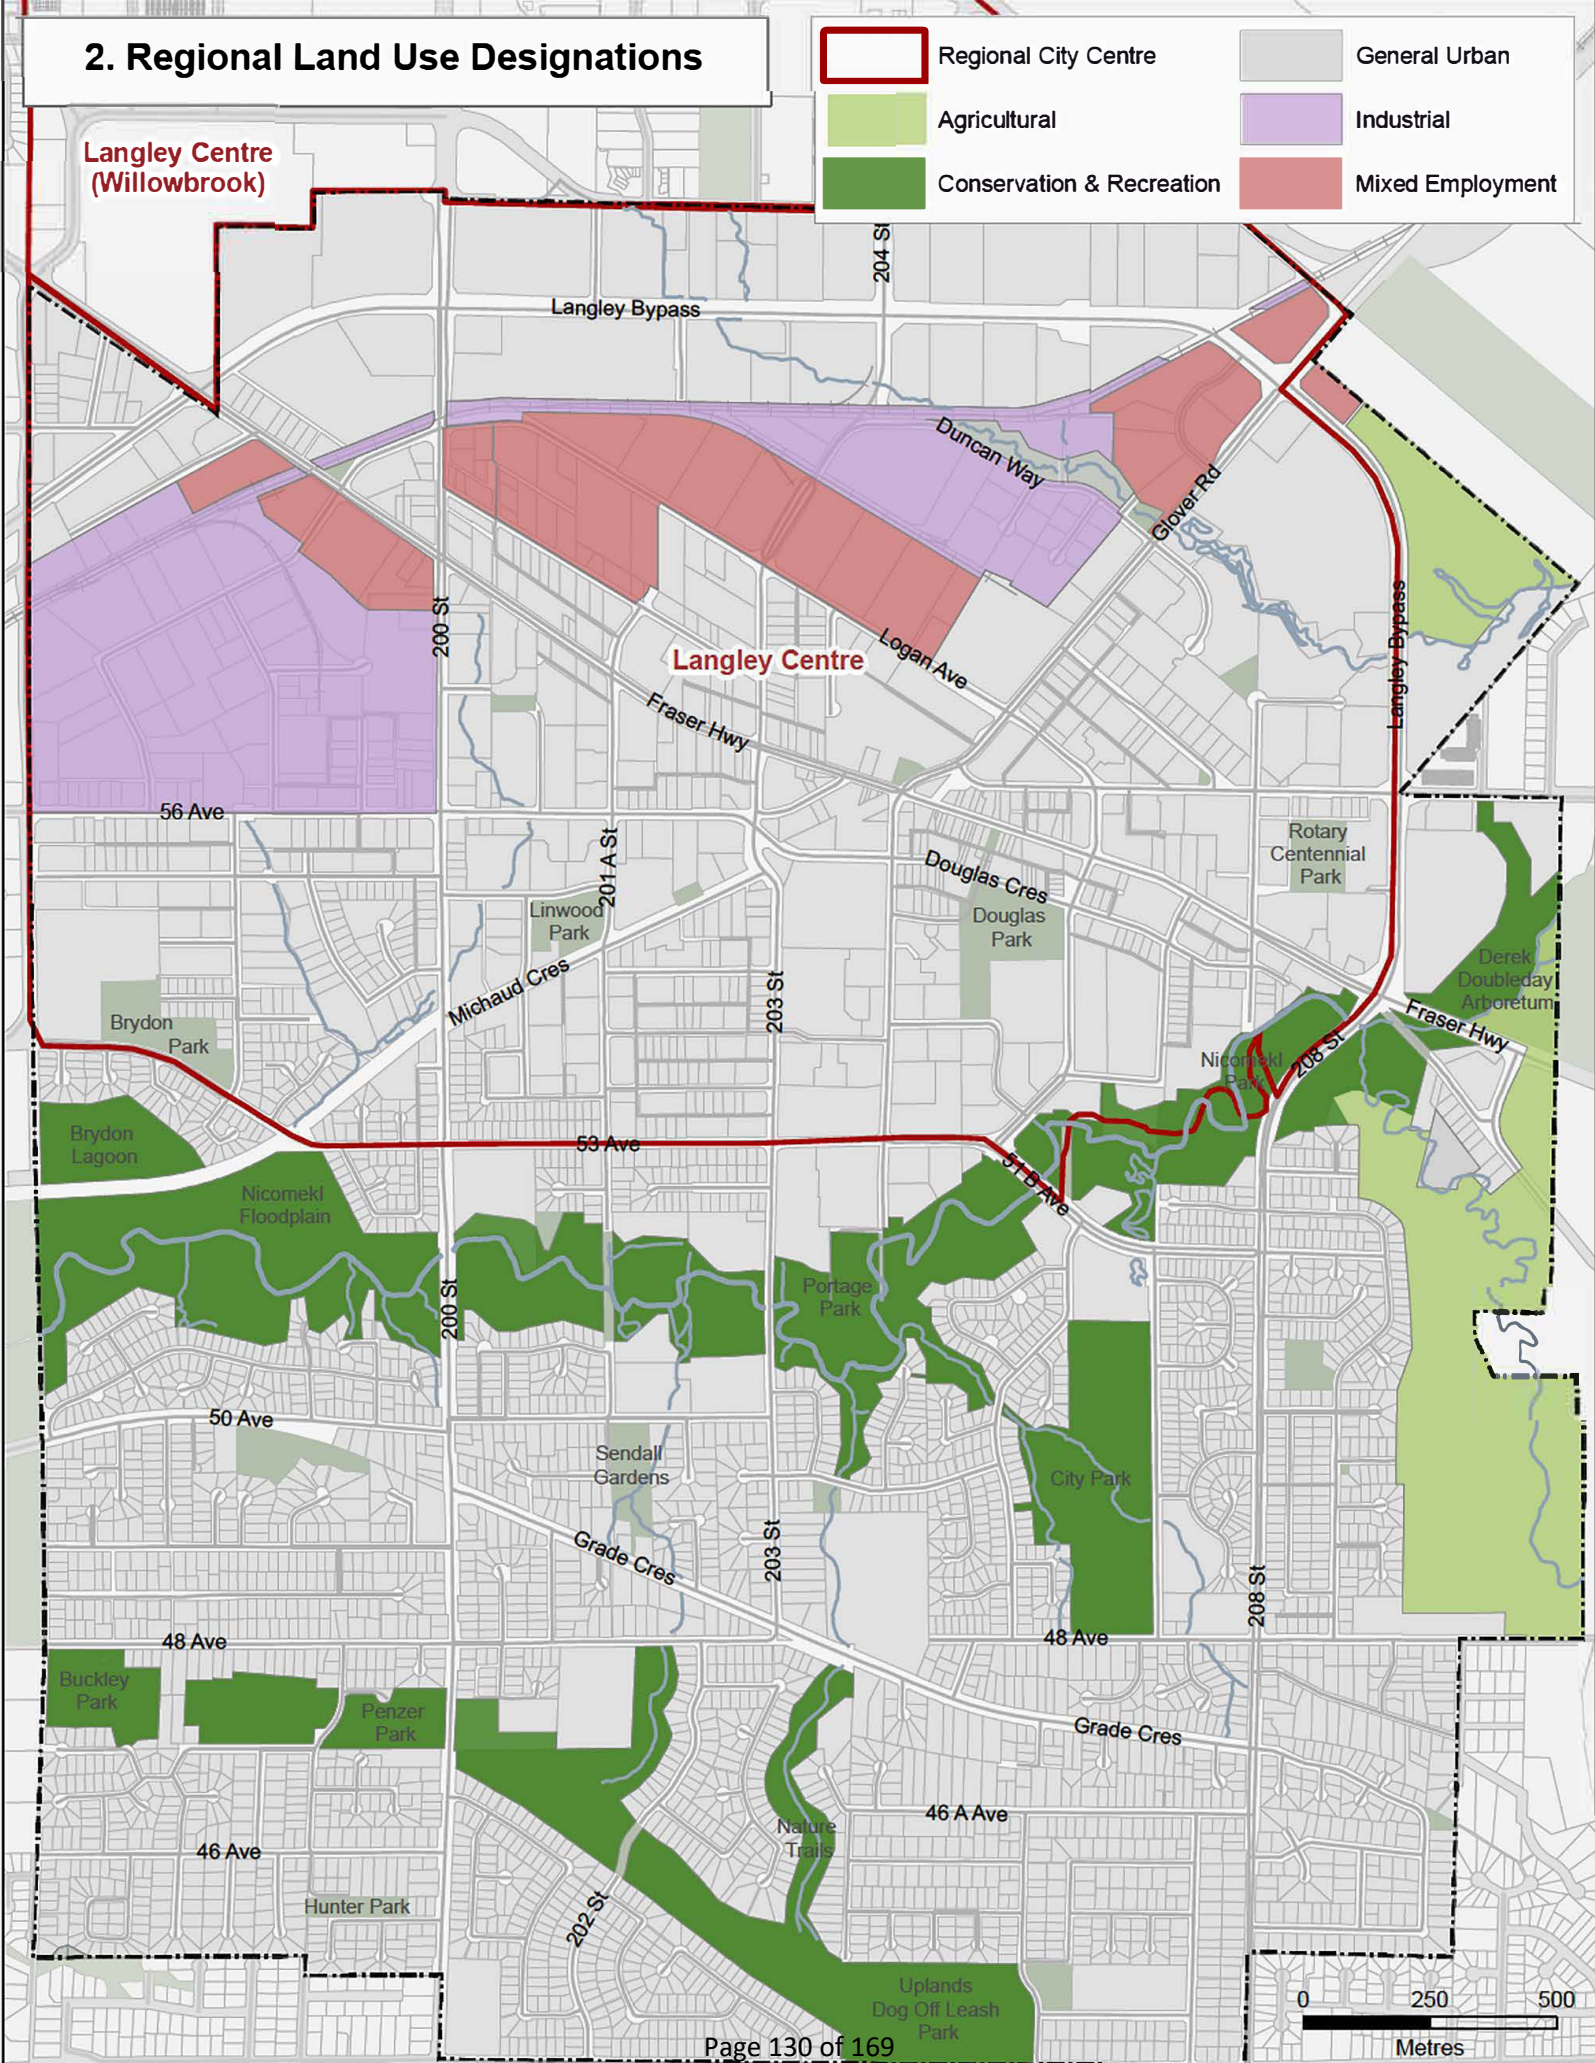 2. Regional Land Use Designations
Regional City Centre
General Urban
Agricultural
Industrial
Conservation & Recreation
Mixed Employment
Langley Centre
(Willowbrook)
204 St
Langley Bypass
Duncan Way
Glover Rd
200 St
Logan Ave
Langley Centre
Langley Bypass
Fraser Hwy
56 Ave
Rotary
Centennial
Park
201 A St
Douglas Cres
Linwood
Park
Douglas
Park
Derek
Doubleday
Arboretum
Michaud Cres
203 St
Brydon
Park
Fraser Hwy
208 St
Nicomekl
Park
Brydon
Lagoon
53 Ave
51 B Ave
Nicomekl
Floodplain
200 St
Portage
Park
50 Ave
Sendall
Gardens
City Park
Grade Cres
203 St
208 St
48 Ave
48 Ave
Buckley
Park
Penzer
Park
Grade Cres
46 A Ave
Nature
Trails
46 Ave
Hunter Park
202 St
Uplands
Dog Off Leash
Park
0 250 500
Metres
Page 130 of 169